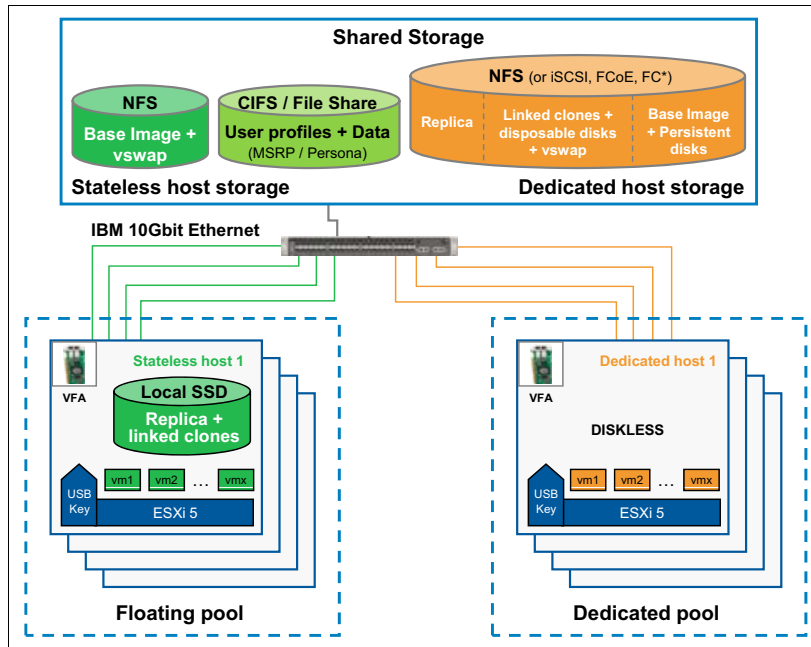 Shared Storage
NFS
Base Image +
vswap
CIFS / File Share
User profiles + Data
(MSRP / Persona)
NFS (or iSCSI, FCoE, FC*)
Replica
Linked clones +
disposable disks
+ vswap
Base Image
+ Persistent
disks
Stateless host storage
Dedicated host storage
IBM 10Gbit Ethernet
Stateless host 1
VFA
Local SSD
Replica +
linked clones
USB
Key
vm1
vm2
...
vmx
ESXi 5
Floating pool
Dedicated host 1
VFA
DISKLESS
USB
Key
vm1
vm2
...
vmx
ESXi 5
Dedicated pool